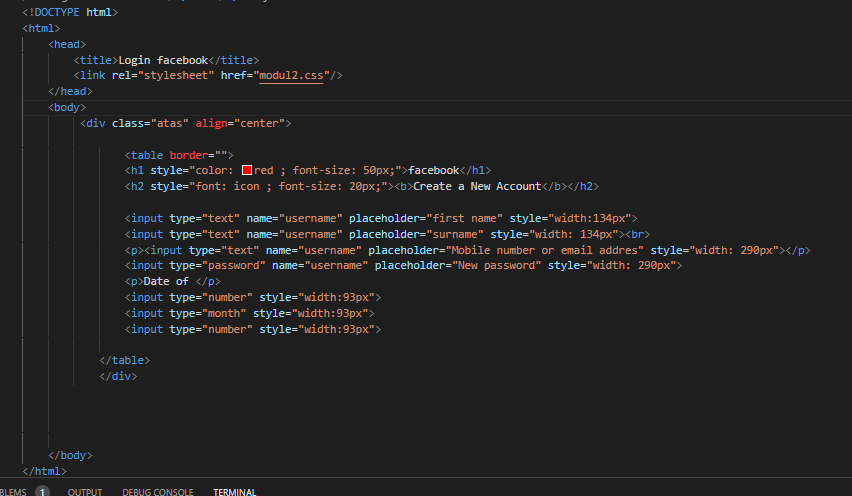 <!DOCTYPE html>
<html>
<head>
<title>Login facebook</title>
<link rel="stylesheet" href="modul2.css"/>
</head>
<body>
<div class="atas" align="center">
<table border="">
<h1 style="color: red ; font-size: 50px;">facebook</h1>
<h2 style="font: icon ; font-size: 20px;"><b>Create a New Account</b></h2>
<input type="text" name="username" placeholder="first name" style="width:134px">
<input type="text" name="username" placeholder="surname" style="width: 134px"><br>
<p><input type="text" name="username" placeholder="Mobile number or email addres" style="width: 290px"></p>
<input type="password" name="username" placeholder="New password" style="width: 290px">
<p>Date of </p>
<input type="number" style="width:93px">
<input type="month" style="width:93px">
<input type="number" style="width:93px">
</table>
</div>
</body>
</html>
BLEMS 1 OUTPUT DEBUG CONSOLE TERMINAL